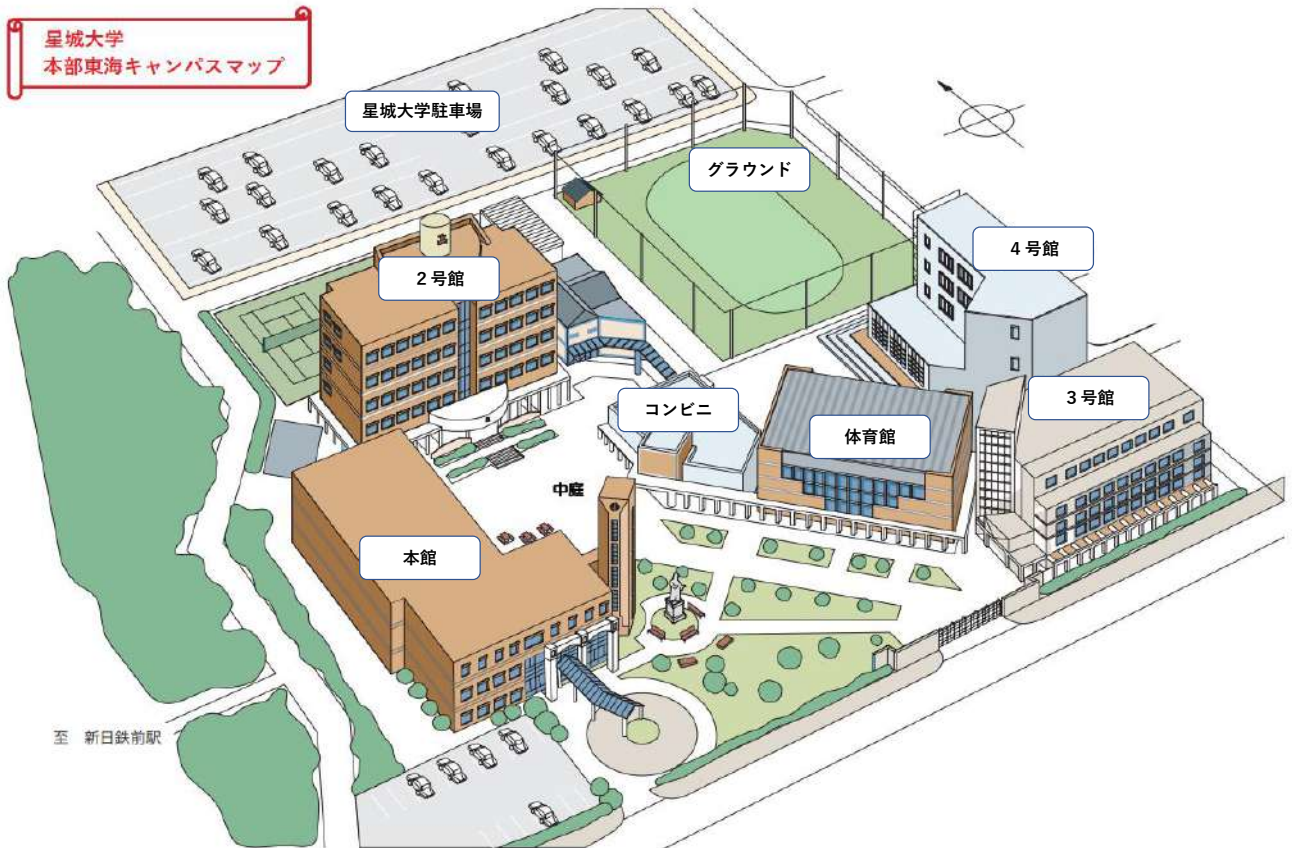 星城大学
本部東海キャンパスマップ
星城大学駐車場
グラウンド
４号館
２号館
３号館
コンビニ
体育館
中庭
本館
至　新日鉄前駅